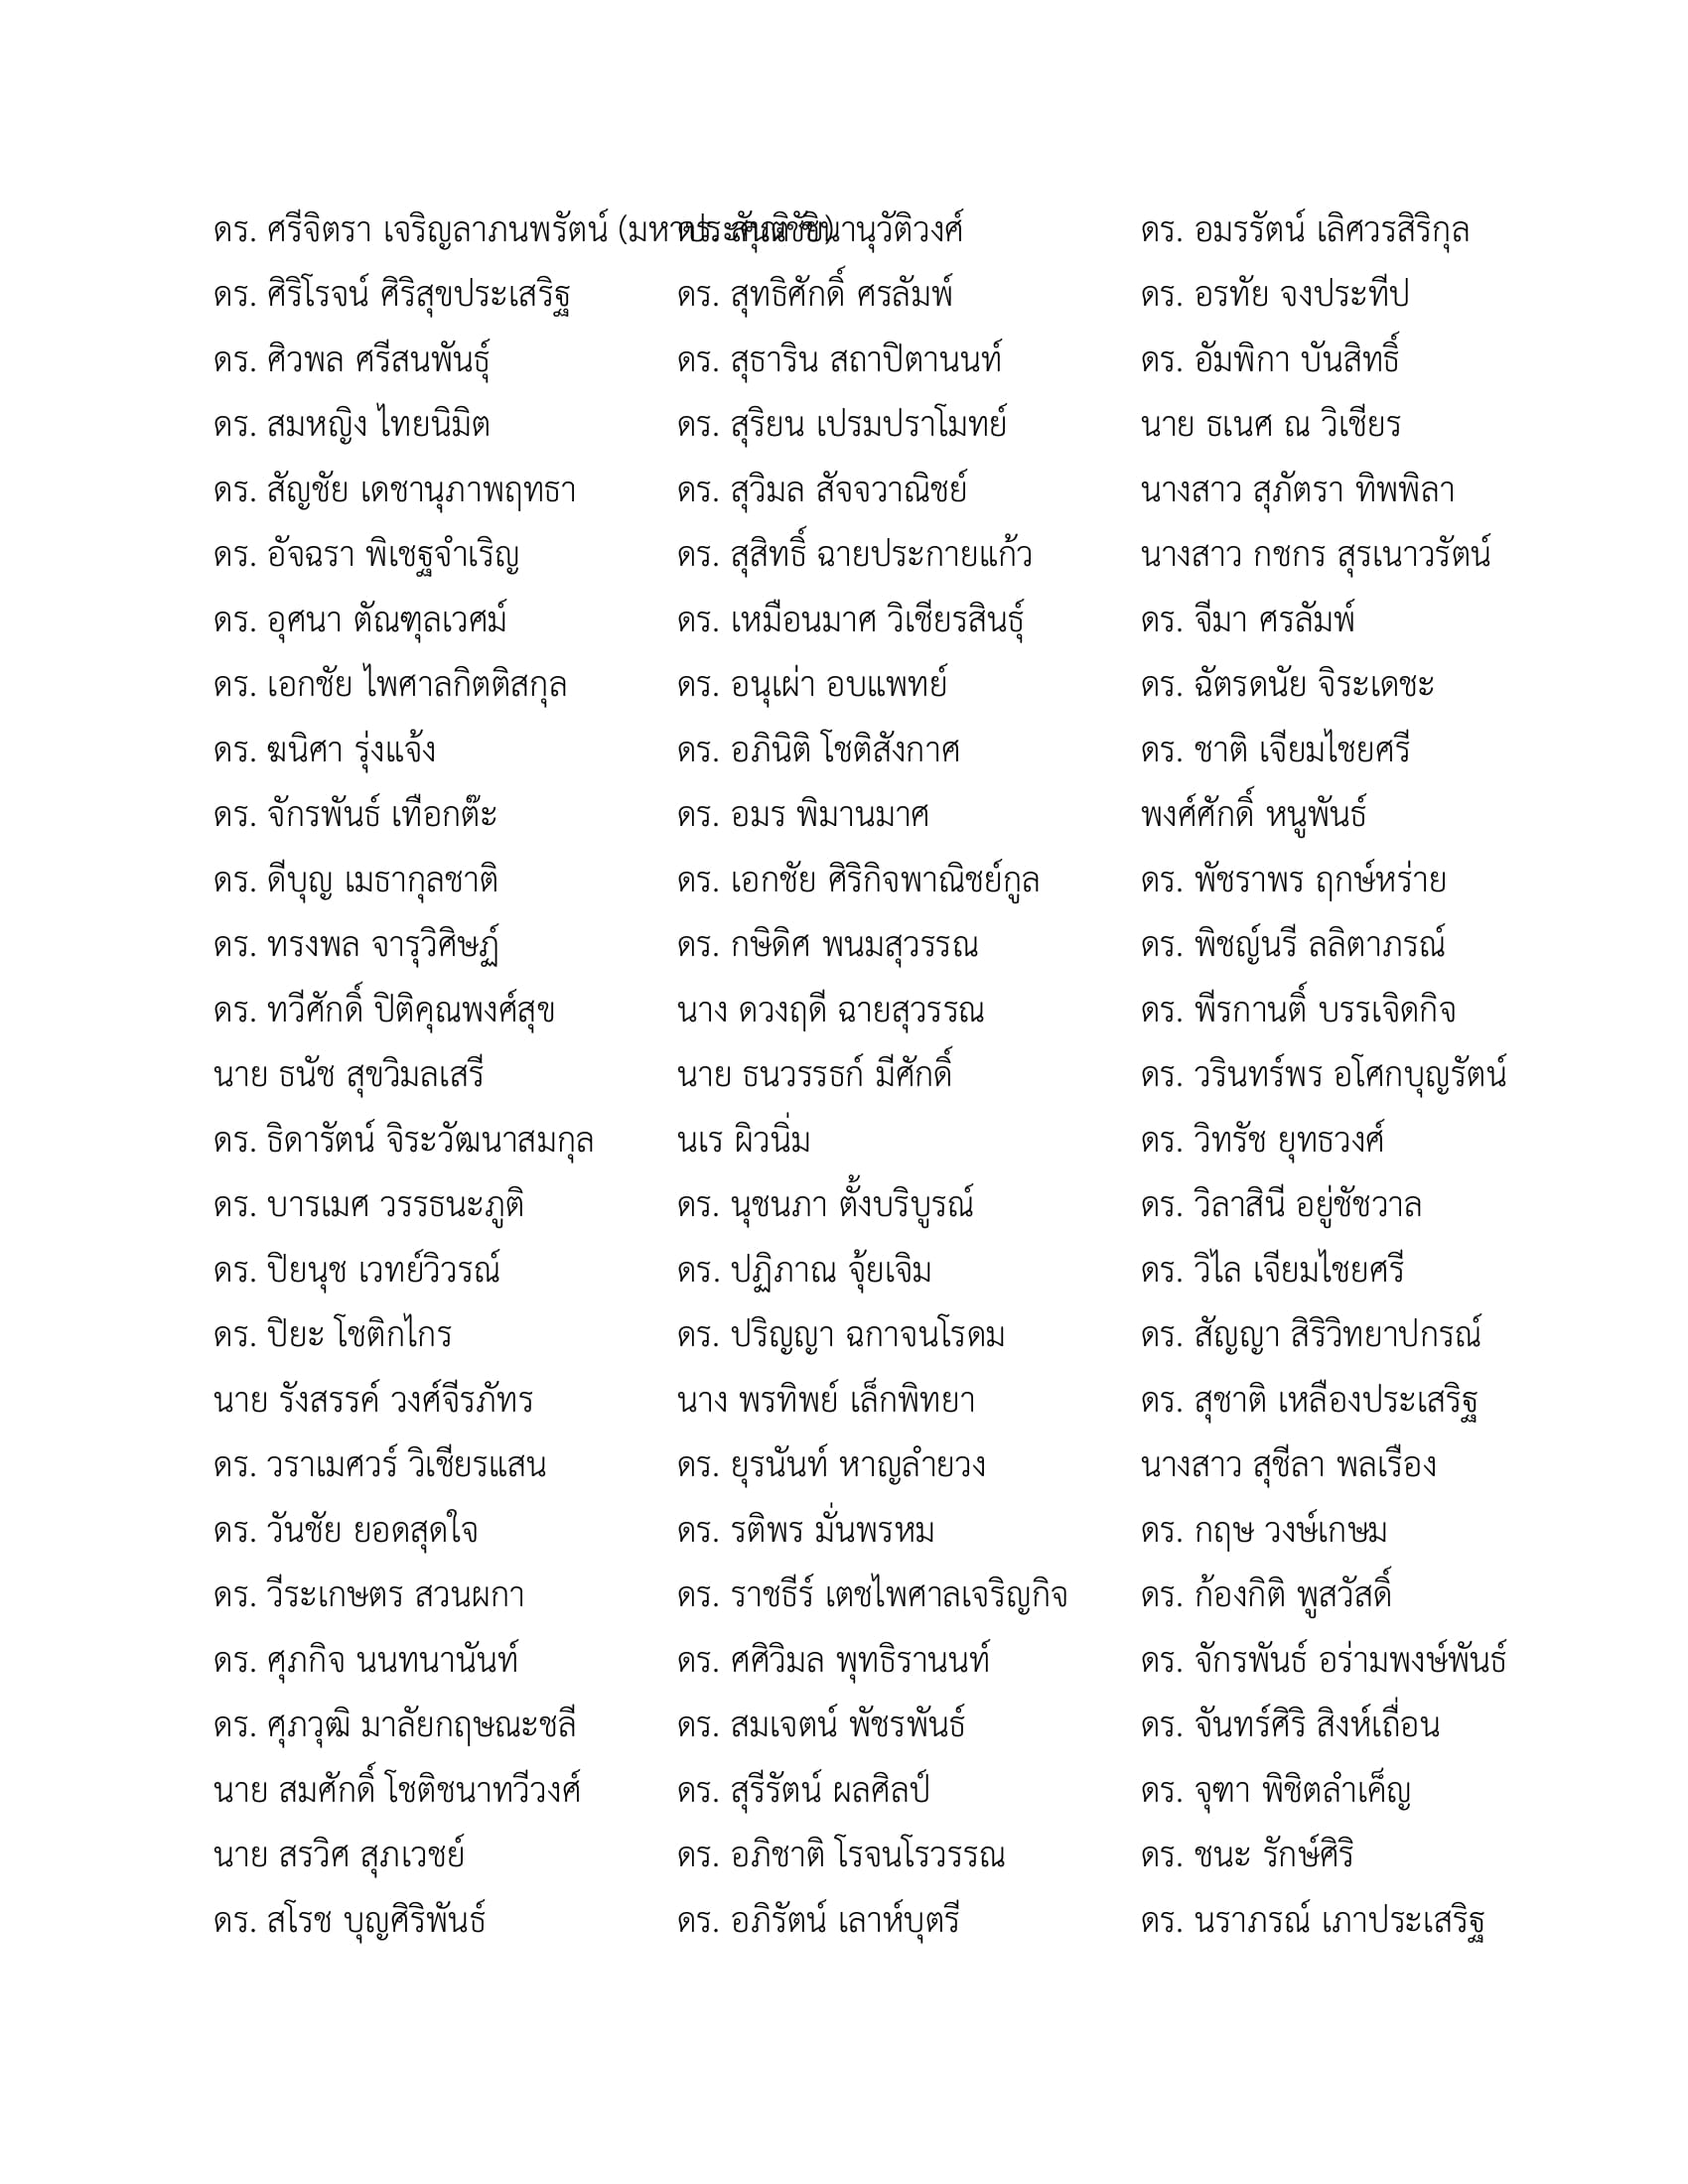 ดร. ศรีจิตรา เจริญลาภนพรัตน์
ดร. ศิริโรจน์ ศิริสุขประเสริฐ
ดร. ศิวพล ศรีสนพันธุ์
ดร. สมหญิง ไทยนิมิต
ดร. สัญชัย เดชานุภาพฤทธา
ดร. อัจฉรา พิเชฐจำเริญ
ดร. อุศนา ตัณฑุลเวศม์
ดร. เอกชัย ไพศาลกิตติสกุล
ดร. ฆนิศา รุ่งแจ้ง
ดร. จักรพันธ์ เทือกต๊ะ
ดร. ดีบุญ เมธากุลชาติ
ดร. ทรงพล จารุวิศิษฏ์
ดร. ทวีศักดิ์ ปิติคุณพงศ์สุข
นาย ธนัช สุขวิมลเสรี
ดร. ธิดารัตน์ จิระวัฒนาสมกุล
ดร. บารเมศ วรรธนะภูติ
ดร. ปิยนุช เวทย์วิวรณ์
ดร. ปิยะ โชติกไกร
นาย รังสรรค์ วงศ์จีรภัทร
ดร. วราเมศวร์ วิเชียรแสน
ดร. วันชัย ยอดสุดใจ
ดร. วีระเกษตร สวนผกา
ดร. ศุภกิจ นนทนานันท์
ดร. ศุภวุฒิ มาลัยกฤษณะชลี
นาย สมศักดิ์ โชติชนาทวีวงศ์
นาย สรวิศ สุภเวชย์
ดร. สโรช บุญศิริพันธ์
ดร. ชินานุวัติวงศ์
ดร. สุทธิศักดิ์ ศรลัมพ์
ดร. สุธาริน สถาปิตานนท์
ดร. สุริยน เปรมปราโมทย์
ดร. สุวิมล สัจจวาณิชย์
ดร. สุสิทธิ์ ฉายประกายแก้ว
ดร. เหมือนมาศ วิเชียรสินธุ์
ดร. อนุเผ่า อบแพทย์
ดร. อภินิติ โชติสังกาศ
ดร. อมร พิมานมาศ
ดร. เอกชัย ศิริกิจพาณิชย์กูล
ดร. กษิดิศ พนมสุวรรณ
นาง ดวงฤดี ฉายสุวรรณ
นาย ธนวรรธก์ มีศักดิ์
นเร ผิวนิ่ม
ดร. นุชนภา ตั้งบริบูรณ์
ดร. ปฏิภาณ จุ้ยเจิม
ดร. ปริญญา ฉกาจนโรดม
นาง พรทิพย์ เล็กพิทยา
ดร. ยุรนันท์ หาญลำยวง
ดร. รติพร มั่นพรหม
ดร. ราชธีร์ เตชไพศาลเจริญกิจ
ดร. ศศิวิมล พุทธิรานนท์
ดร. สมเจตน์ พัชรพันธ์
ดร. สุรีรัตน์ ผลศิลป์
ดร. อภิชาติ โรจนโรวรรณ
ดร. อภิรัตน์ เลาห์บุตรี
ดร. อมรรัตน์ เลิศวรสิริกุล
ดร. อรทัย จงประทีป
ดร. อัมพิกา บันสิทธิ์
นาย ธเนศ ณ วิเชียร
นางสาว สุภัตรา ทิพพิลา
นางสาว กชกร สุรเนาวรัตน์
ดร. จีมา ศรลัมพ์
ดร. ฉัตรดนัย จิระเดชะ
ดร. ชาติ เจียมไชยศรี
พงศ์ศักดิ์ หนูพันธ์
ดร. พัชราพร ฤกษ์หร่าย
ดร. พิชญ์นรี ลลิตาภรณ์
ดร. พีรกานติ์ บรรเจิดกิจ
ดร. วรินทร์พร อโศกบุญรัตน์
ดร. วิทรัช ยุทธวงศ์
ดร. วิลาสินี อยู่ชัชวาล
ดร. วิไล เจียมไชยศรี
ดร. สัญญา สิริวิทยาปกรณ์
ดร. สุชาติ เหลืองประเสริฐ
นางสาว สุชีลา พลเรือง
ดร. กฤษ วงษ์เกษม
ดร. ก้องกิติ พูสวัสดิ์
ดร. จักรพันธ์ อร่ามพงษ์พันธ์
ดร. จันทร์ศิริ สิงห์เถื่อน
ดร. จุฑา พิชิตลำเค็ญ
ดร. ชนะ รักษ์ศิริ
ดร. นราภรณ์ เภาประเสริฐ